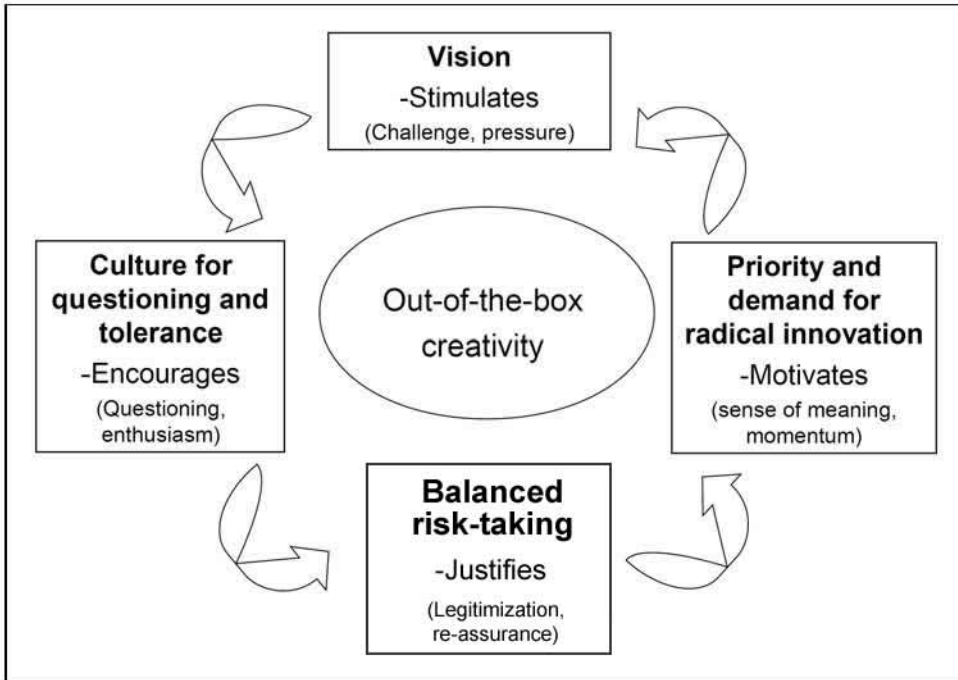 Vision
-Stimulates
(Challenge, pressure)
Culture for
questioning and
tolerance
-Encourages
(Questioning,
enthusiasm)
Out-of-the-box
creativity
Priority and
demand for
radical innovation
-Motivates
(sense of meaning,
momentum)
Balanced
risk-taking
-Justifies
(Legitimization,
re-assurance)